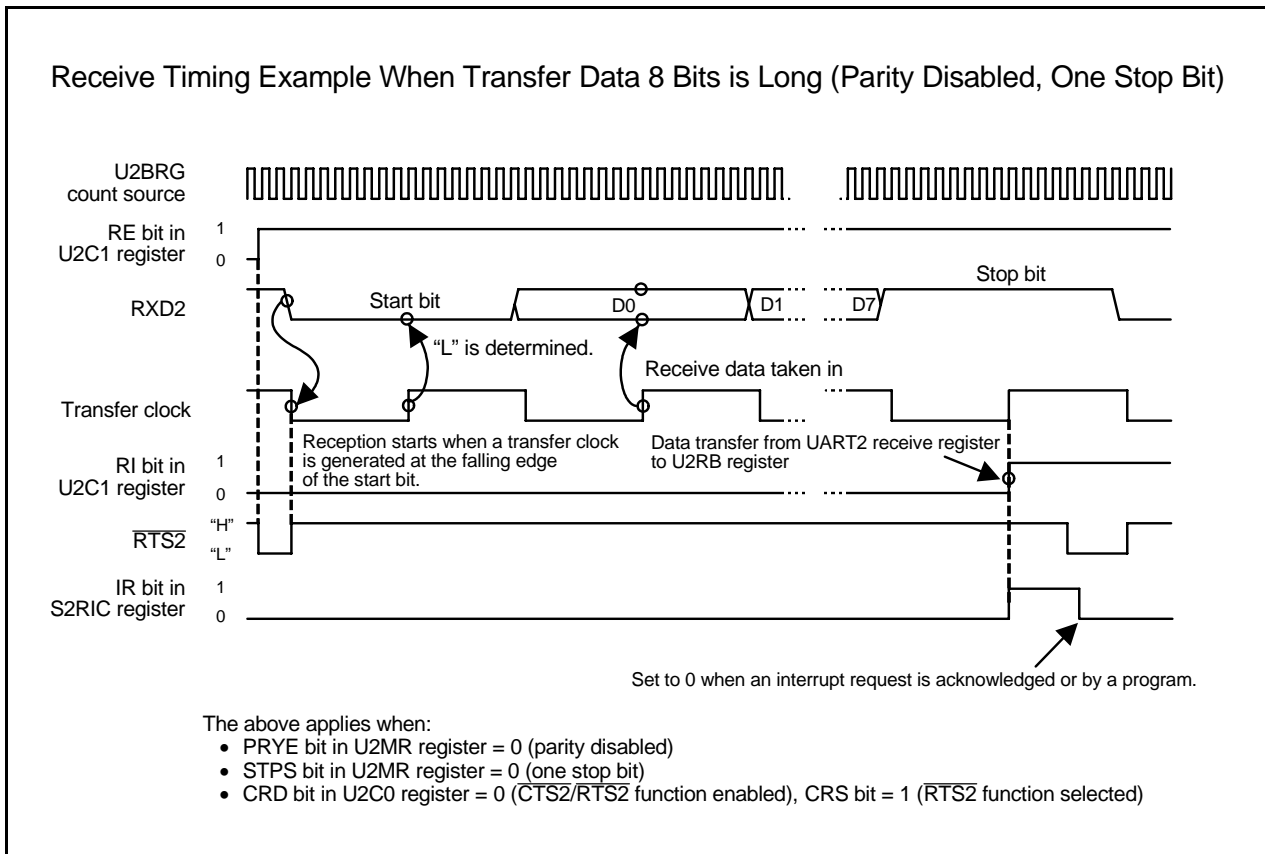 Receive Timing Example When Transfer Data 8 Bits is Long (Parity Disabled, One Stop Bit)
U2BRG
count source
RE bit in
U2C1 register
1
0
RXD2
Start bit
D0
D1
D7
Stop bit
"L" is determined.
Receive data taken in
Transfer clock
Reception starts when a transfer clock
is generated at the falling edge
of the start bit.
Data transfer from UART2 receive register
to U2RB register
RI bit in
U2C1 register
1
0
RTS2
"H"
"L"
IR bit in
S2RIC register
1
0
Set to 0 when an interrupt request is acknowledged or by a program.
The above applies when:
• PRYE bit in U2MR register = 0 (parity disabled)
• STPS bit in U2MR register = 0 (one stop bit)
• CRD bit in U2C0 register = 0 (CTS2/RTS2 function enabled), CRS bit = 1 (RTS2 function selected)